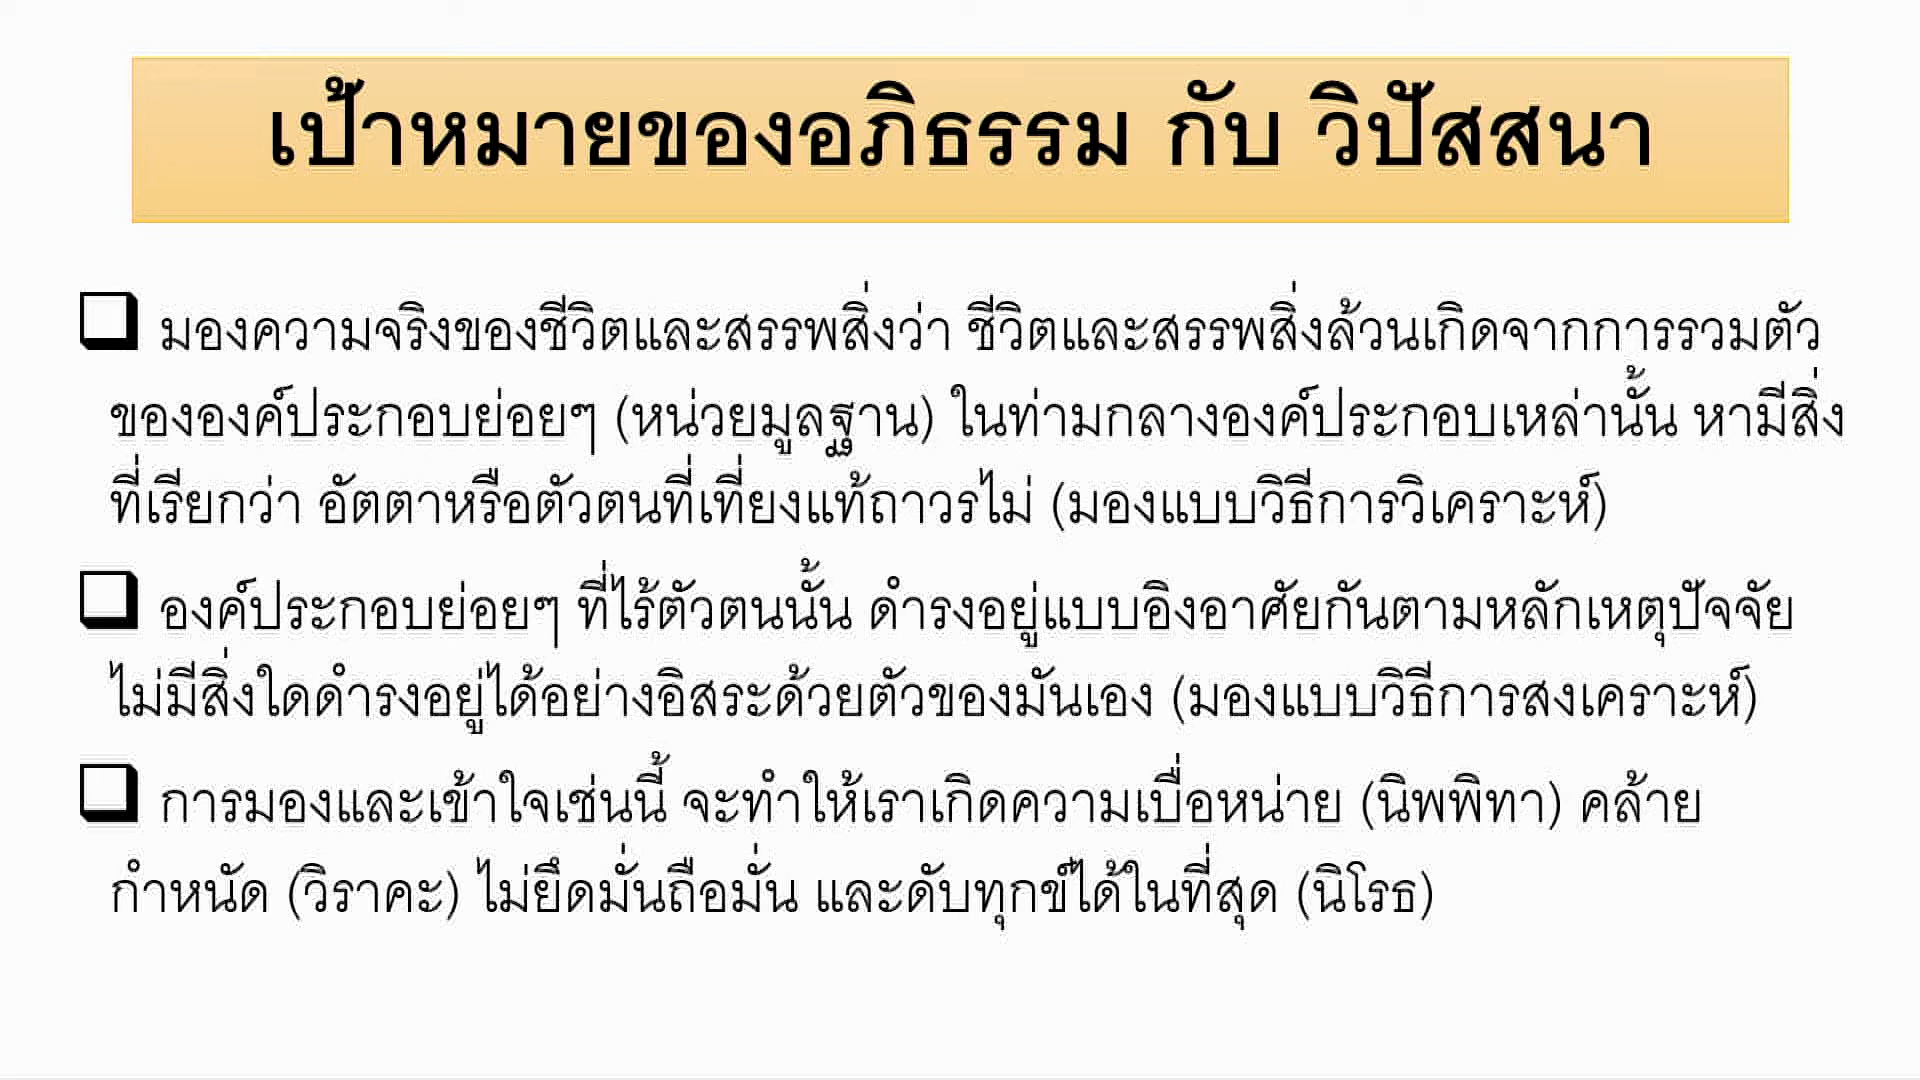 เป้าหมายของอภิธรรม กับ วิปัสสนา
❑ มองความจริงของชีวิตและสรรพสิ่งว่า ชีวิตและสรรพสิ่งล้วนเกิดจากการรวมตัว
ขององค์ประกอบย่อยๆ (หน่วยมูลฐาน) ในท่ามกลางองค์ประกอบเหล่านั้น หามีสิ่ง
ที่เรียกว่า อัตตาหรือตัวตนที่เที่ยงแท้ถาวรไม่ (มองแบบวิธีการวิเคราะห์)
❑ องค์ประกอบย่อยๆ ที่ไร้ตัวตนนั้น ดำรงอยู่แบบอิงอาศัยกันตามหลักเหตุปัจจัย
ไม่มีสิ่งใดดำรงอยู่ได้อย่างอิสระด้วยตัวของมันเอง (มองแบบวิธีการสงเคราะห์)
❑ การมองและเข้าใจเช่นนี้ จะทำให้เราเกิดความเบื่อหน่าย (นิพพิทา) คล้าย
กำหนัด (วิราคะ) ไม่ยึดมั่นถือมั่น และดับทุกข์ได้ในที่สุด (นิโรธ)